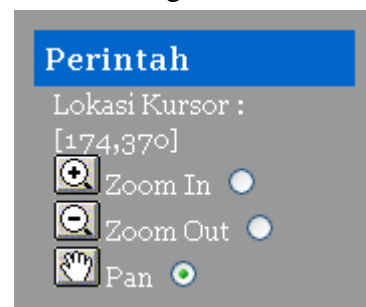 Perintah
Lokasi Kursor :
[174,370]
Zoom In
Zoom Out
Pan